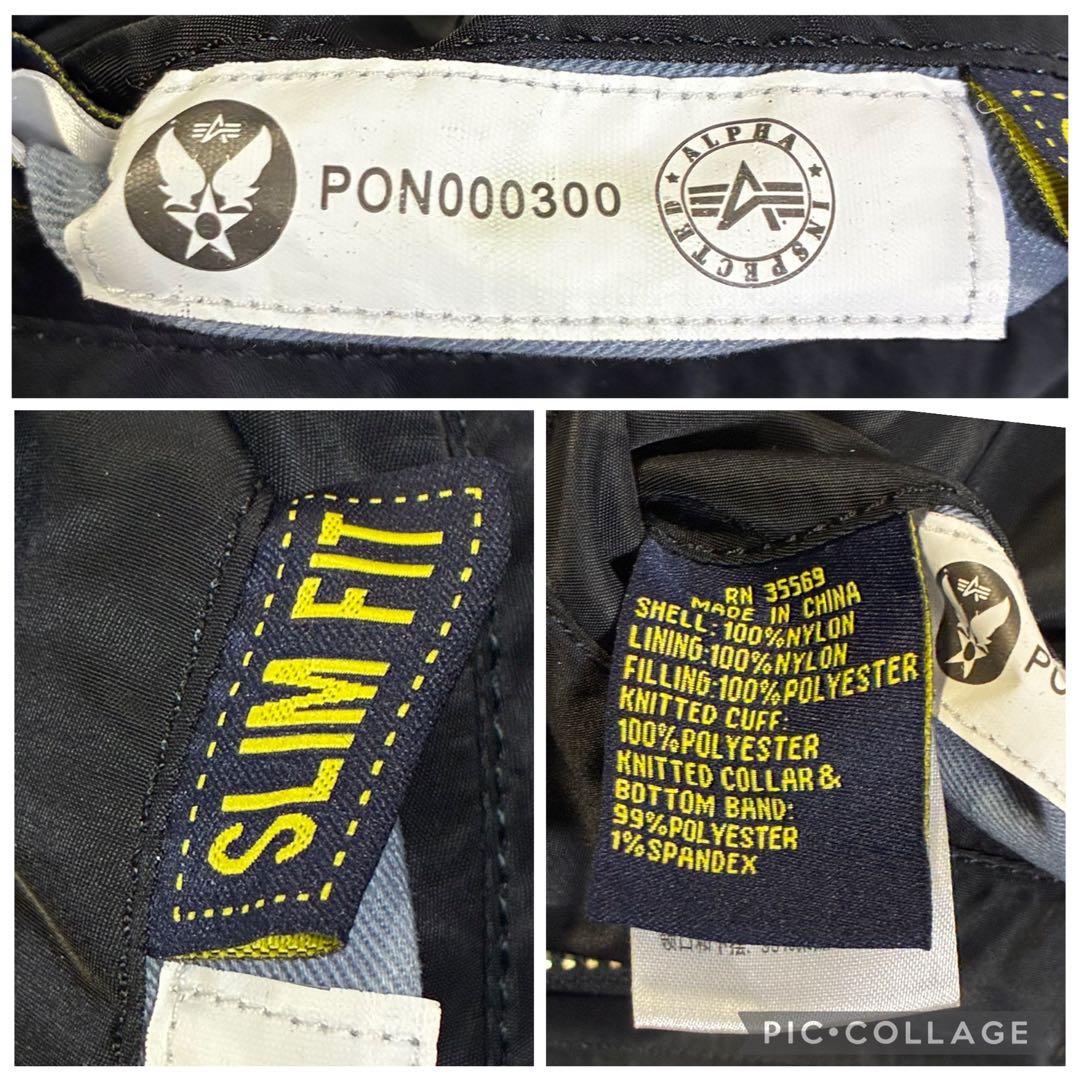 PON000300
ALPHA INSPECTED
SLIM FIT
RN 35569
MADE IN CHINA
SHELL:100%NYLON
LINING:100%NYLON
FILLING:100%POLYESTER
KNITTED CUFF:
100%POLYESTER
KNITTED COLLAR &
BOTTOM BAND:
99%POLYESTER
1%SPANDEX
PIC•COLLAGE